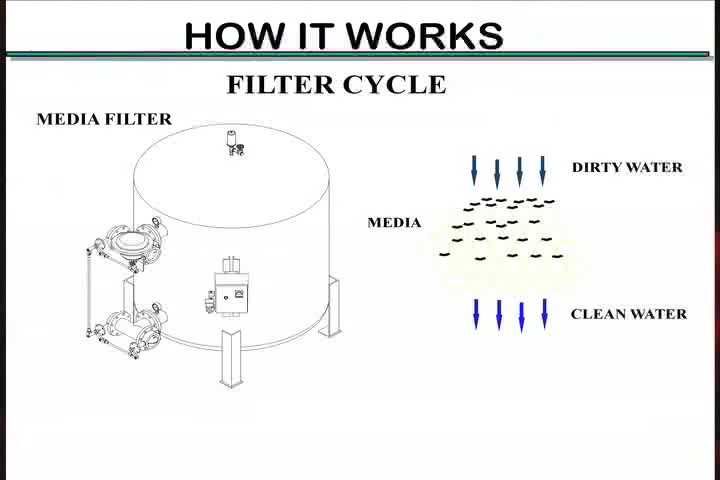 HOW IT WORKS
FILTER CYCLE
MEDIA FILTER
DIRTY WATER
MEDIA
CLEAN WATER